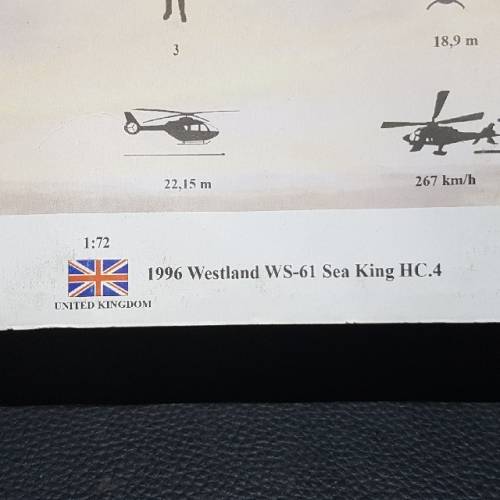 3
18,9 m
22,15 m
267 km/h
1:72
1996 Westland WS-61 Sea King HC.4
UNITED KINGDOM